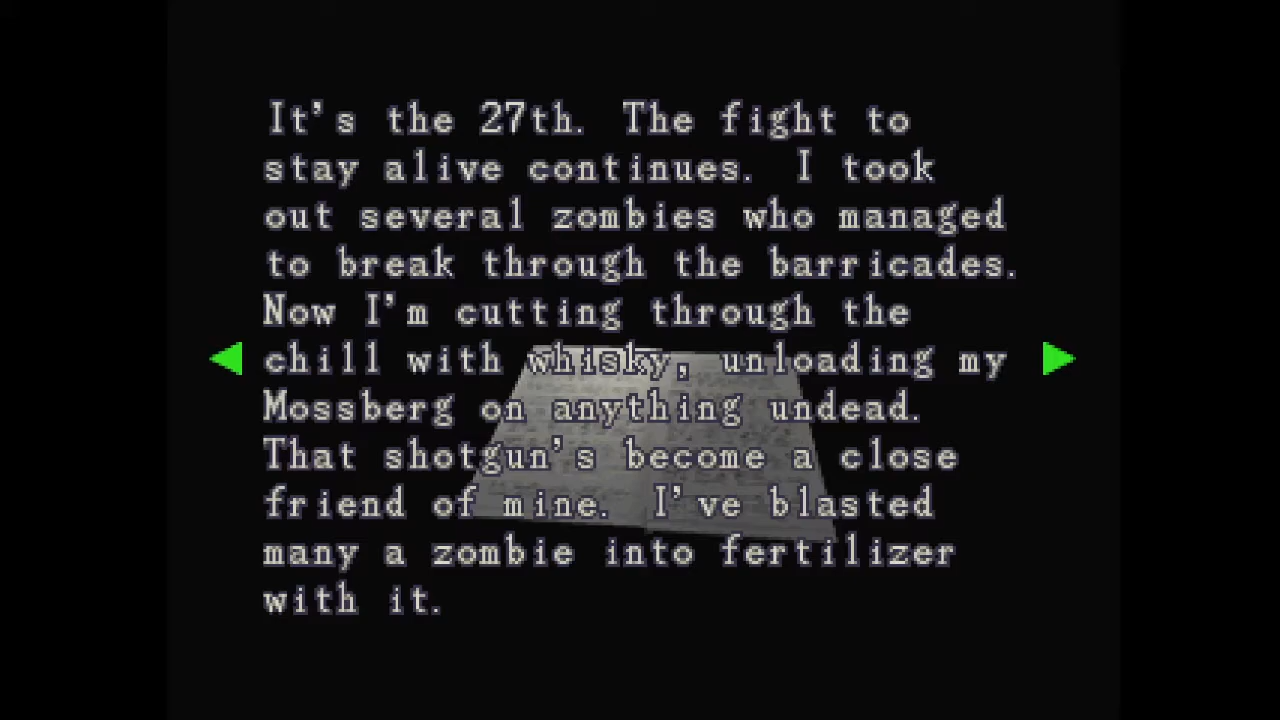 It's the 27th. The fight to
stay alive continues. I took
out several zombies who managed
to break through the barricades.
Now I'm cutting through the
chill with whisky, unloading my
Mossberg on anything undead.
That shotgun's become a close
friend of mine. I've blasted
many a zombie into fertilizer
with it.